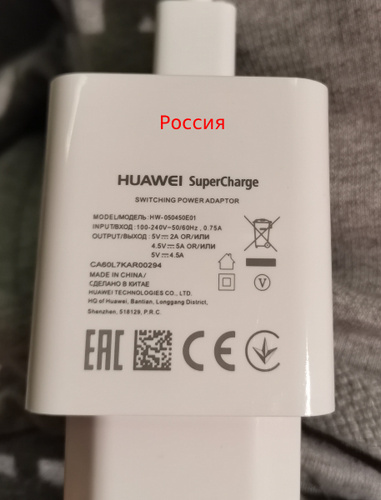 Россия
HUAWEI SuperCharge
SWITCHING POWER ADAPTOR
MODEL/МОДЕЛЬ: HW-050450E01
INPUT/ВХОД: 100-240V~50/60Hz, 0.75A
OUTPUT/ВЫХОД: 5V⎓2A OR/ИЛИ
4.5V⎓5A OR/ИЛИ
5V⎓4.5A
CA60L7KAR00294
MADE IN CHINA/
СДЕЛАНО В КИТАЕ
HUAWEI TECHNOLOGIES CO., LTD.
HQ of Huawei, Bantian, Longgang District,
Shenzhen, 518129, P.R.C.
V
EAC CE